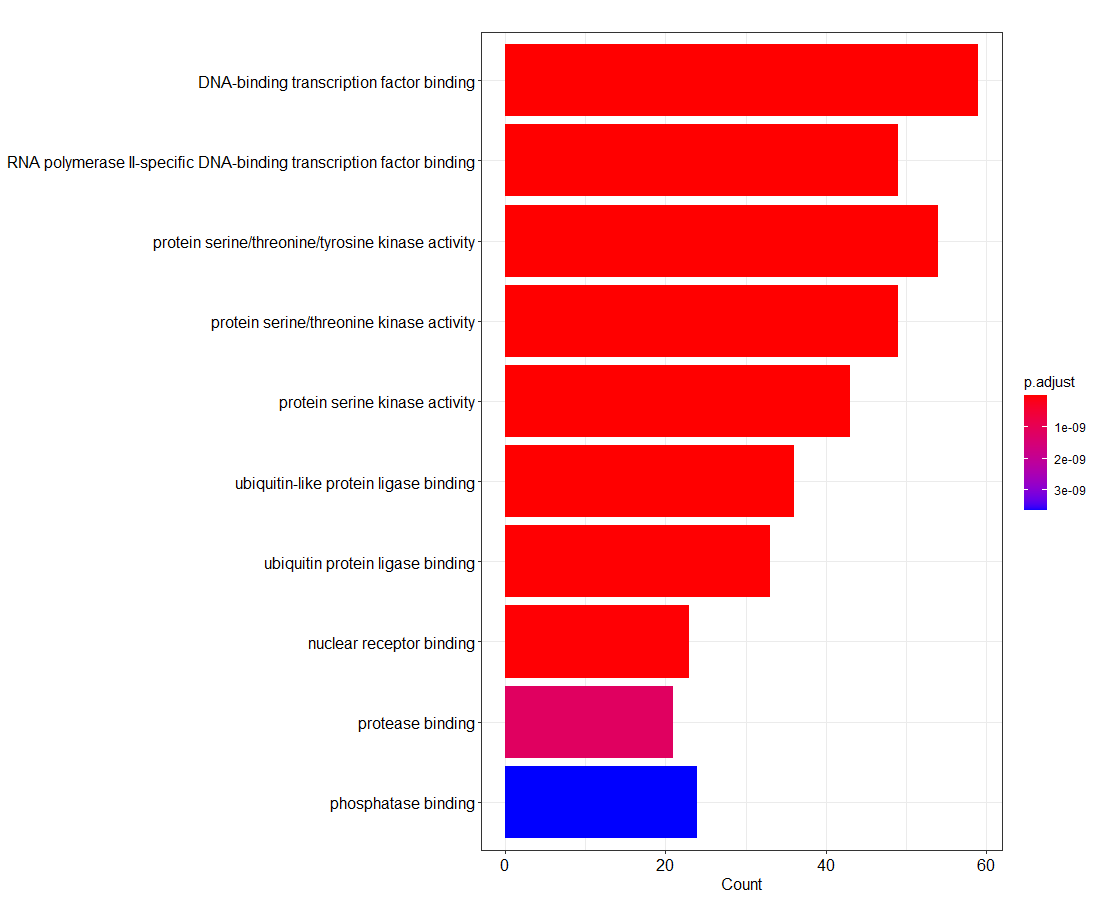 DNA-binding transcription factor binding
RNA polymerase II-specific DNA-binding transcription factor binding
protein serine/threonine/tyrosine kinase activity
protein serine/threonine kinase activity
protein serine kinase activity
ubiquitin-like protein ligase binding
ubiquitin protein ligase binding
nuclear receptor binding
protease binding
phosphatase binding
0 20 40 60
Count
p.adjust
1e-09
2e-09
3e-09